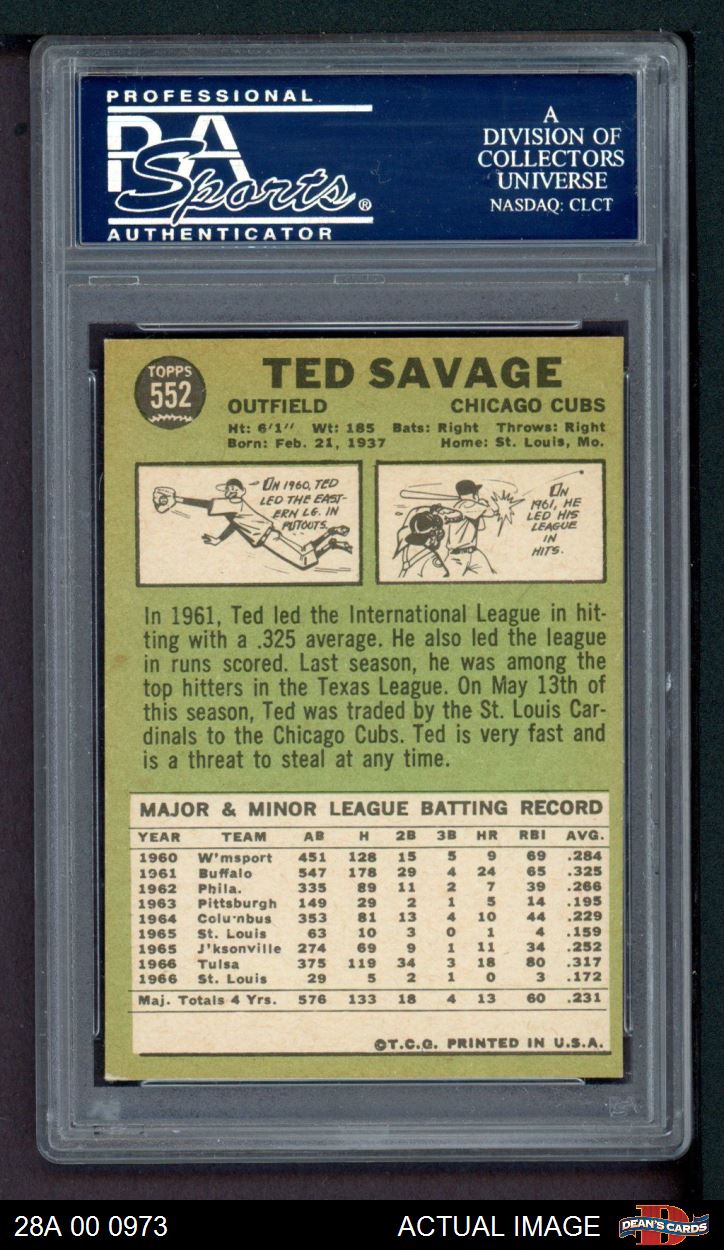 PROFESSIONAL
PSA
Sports®
AUTHENTICATOR
A
DIVISION OF
COLLECTORS
UNIVERSE
NASDAQ: CLCT
TOPPS
552
TED SAVAGE
OUTFIELD CHICAGO CUBS
Ht: 6'1" Wt: 185 Bats: Right Throws: Right
Born: Feb. 21, 1937 Home: St. Louis, Mo.
ON 1960, TED
LED THE EAST-
ERN LG. IN
PUTOUTS.
ON
1961, HE
LED HIS
LEAGUE
IN
HITS.
In 1961, Ted led the International League in hit-
ting with a .325 average. He also led the league
in runs scored. Last season, he was among the
top hitters in the Texas League. On May 13th of
this season, Ted was traded by the St. Louis Car-
dinals to the Chicago Cubs. Ted is very fast and
is a threat to steal at any time.
MAJOR & MINOR LEAGUE BATTING RECORD
YEAR TEAM AB H 2B 3B HR RBI AVG.
1960 W'msport 451 128 15 5 9 69 .284
1961 Buffalo 547 178 29 4 24 65 .325
1962 Phila. 335 89 11 2 7 39 .266
1963 Pittsburgh 149 29 2 1 5 14 .195
1964 Columbus 353 81 13 4 10 44 .229
1965 St. Louis 63 10 3 0 1 4 .159
1965 J'ksonville 274 69 9 1 11 34 .252
1966 Tulsa 375 119 34 3 18 80 .317
1966 St. Louis 29 5 2 1 0 3 .172
Maj. Totals 4 Yrs. 576 133 18 4 13 60 .231
©T.C.G. PRINTED IN U.S.A.
28A 00 0973 ACTUAL IMAGE DEAN'S CARDS